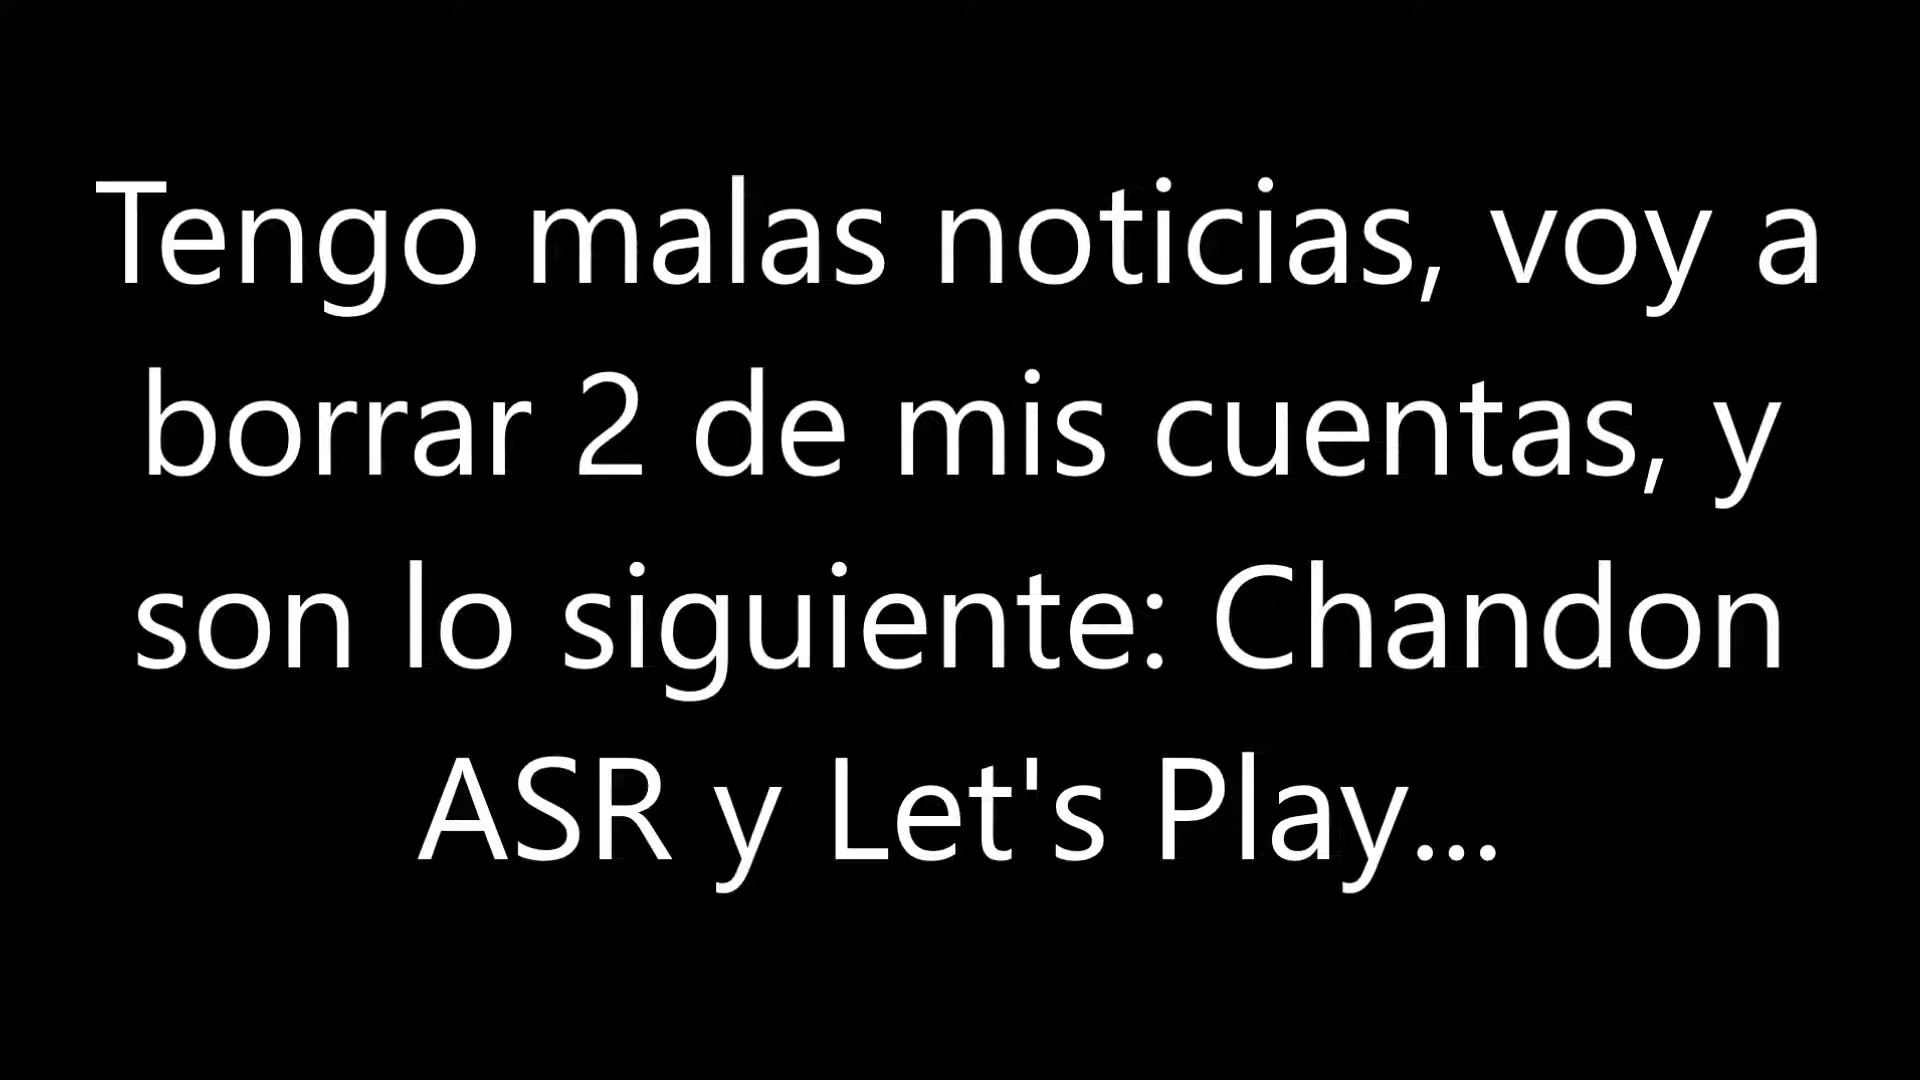 Tengo malas noticias, voy a
borrar 2 de mis cuentas, y
son lo siguiente: Chandon
ASR y Let's Play...